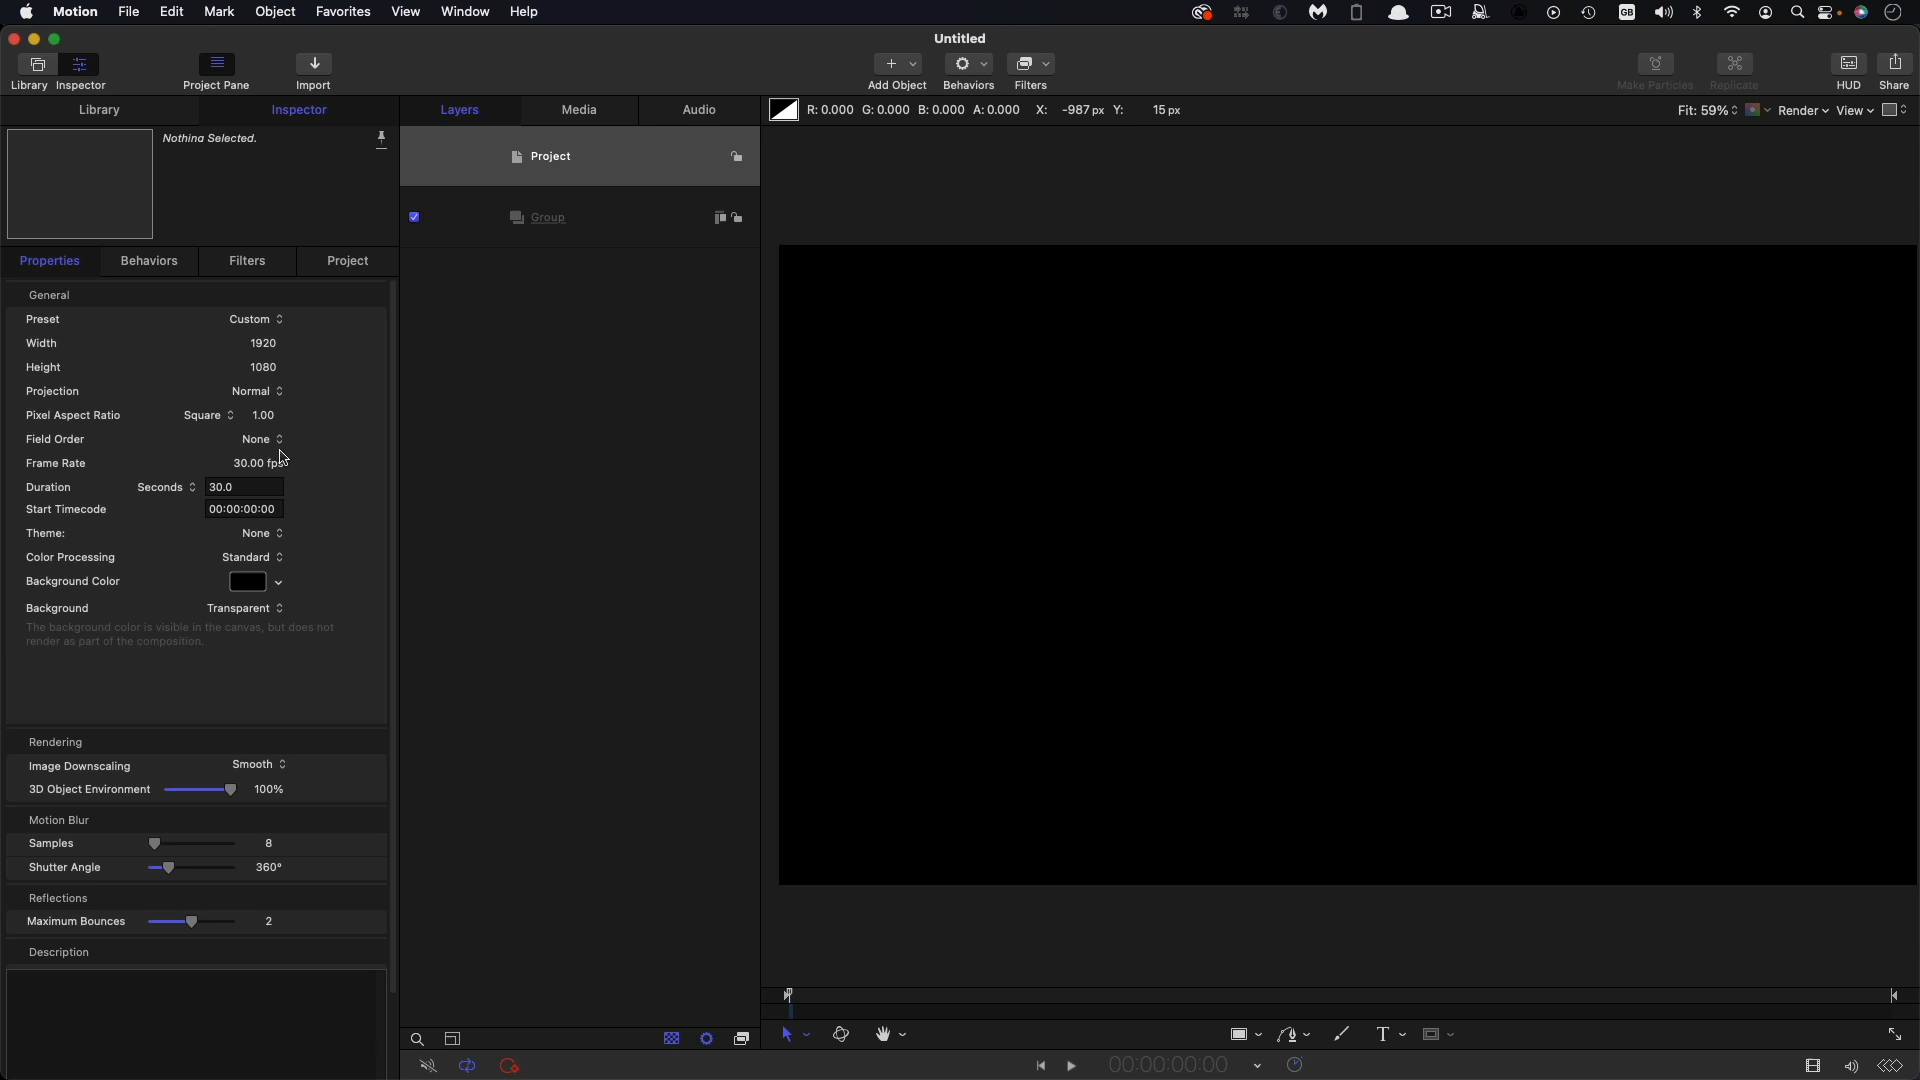 Motion File Edit Mark Object Favorites View Window Help
GB
Untitled
Library Inspector Project Pane Import Add Object Behaviors Filters Make Particles Replicate HUD Share
Library Inspector Layers Media Audio R: 0.000 G: 0.000 B: 0.000 A: 0.000 X: -987 px Y: 15 px Fit: 59% Render View
Nothing Selected.
Project
Group
Properties Behaviors Filters Project
General
Preset Custom
Width 1920
Height 1080
Projection Normal
Pixel Aspect Ratio Square 1.00
Field Order None
Frame Rate 30.00 fps
Duration Seconds 30.0
Start Timecode 00:00:00:00
Theme: None
Color Processing Standard
Background Color
Background Transparent
The background color is visible in the canvas, but does not
render as part of the composition.
Rendering
Image Downscaling Smooth
3D Object Environment 100%
Motion Blur
Samples 8
Shutter Angle 360°
Reflections
Maximum Bounces 2
Description
T
00:00:00:00